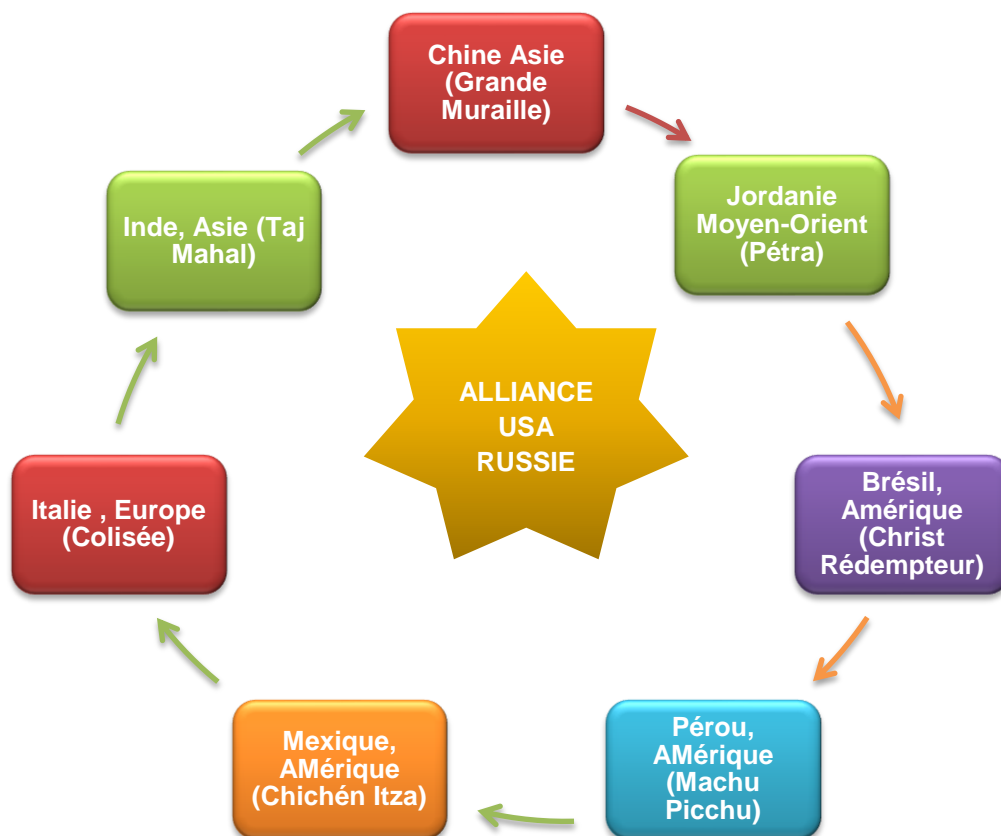 Chine Asie
(Grande
Muraille)
Jordanie
Moyen-Orient
(Pétra)
Brésil,
Amérique
(Christ
Rédempteur)
Pérou,
AMérique
(Machu
Picchu)
Mexique,
AMérique
(Chichén Itza)
Italie , Europe
(Colisée)
Inde, Asie (Taj
Mahal)
ALLIANCE
USA
RUSSIE